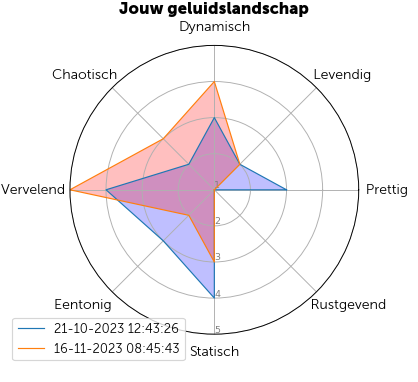 Jouw geluidslandschap
Dynamisch
Chaotisch
Levendig
Vervelend
Prettig
1
2
3
4
5
Eentonig
Rustgevend
Statisch
21-10-2023 12:43:26
16-11-2023 08:45:43